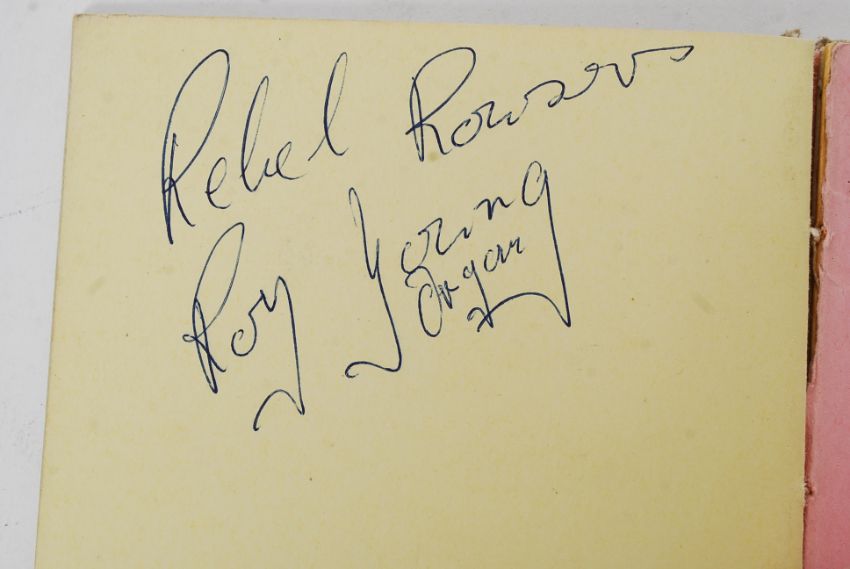 Rebel Rousers
Roy Young
Organ